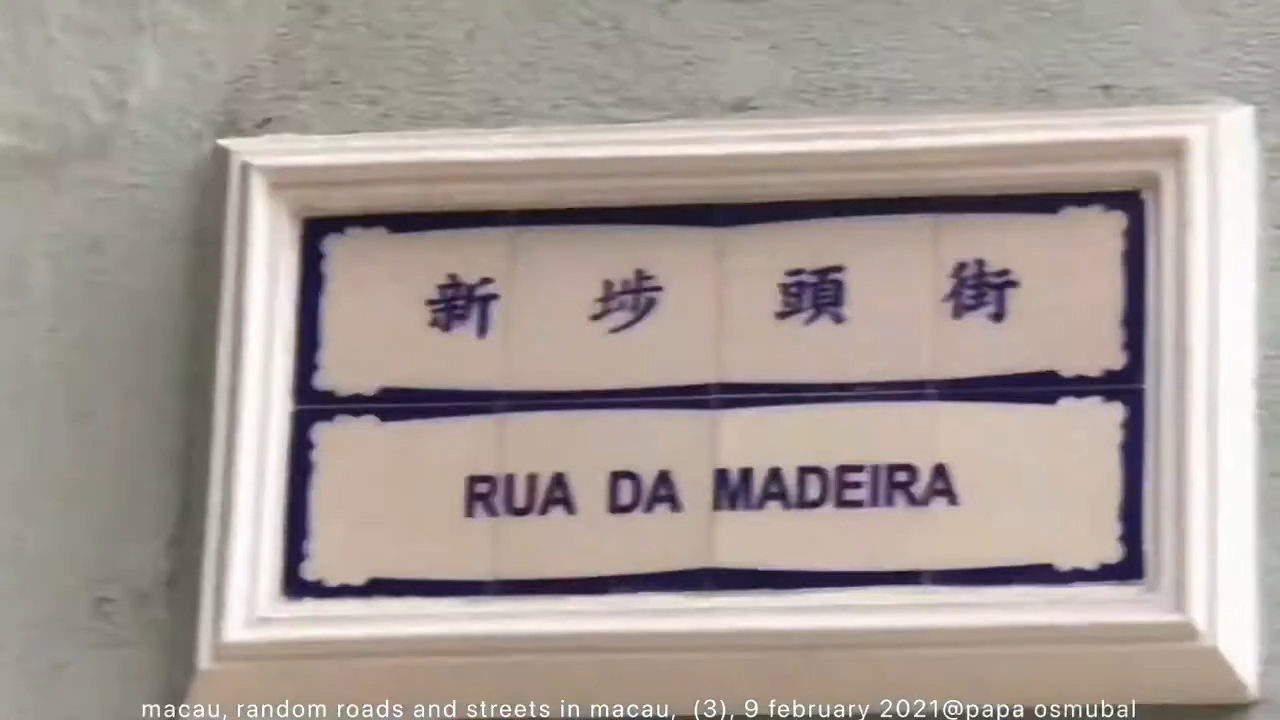 新埗頭街
RUA DA MADEIRA
macau, random roads and streets in macau, (3), 9 february 2021@papa osmubal